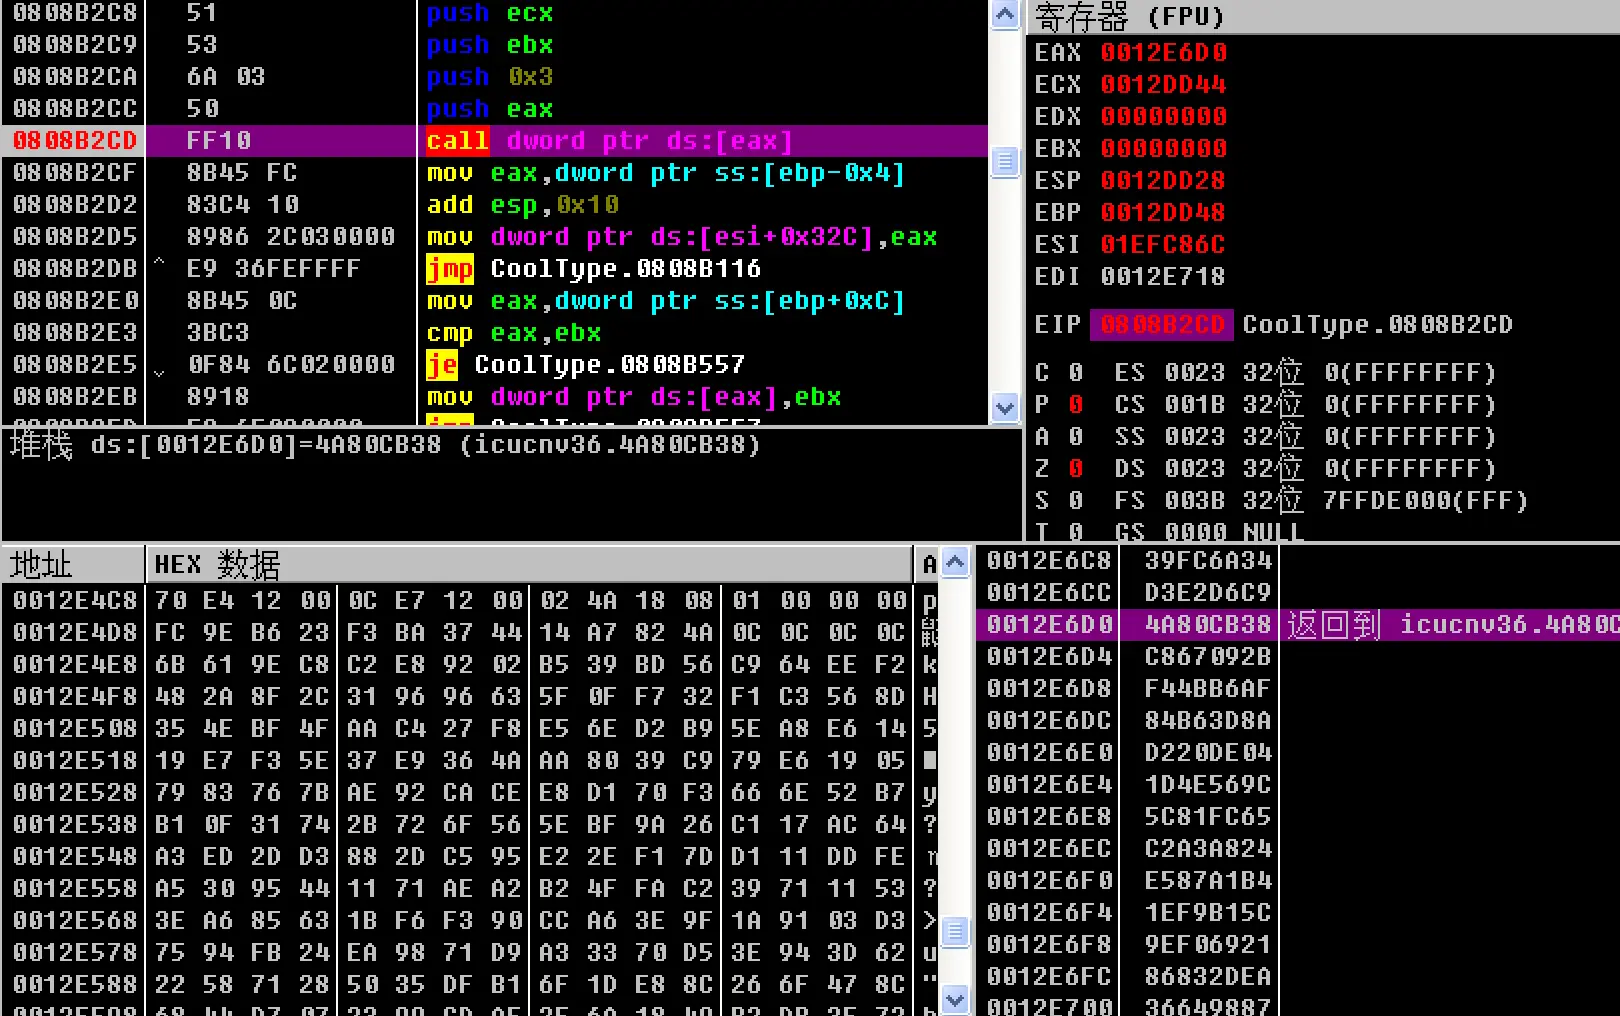 0808B2C8 51 push ecx
0808B2C9 53 push ebx
0808B2CA 6A 03 push 0x3
0808B2CC 50 push eax
0808B2CD FF10 call dword ptr ds:[eax]
0808B2CF 8B45 FC mov eax,dword ptr ss:[ebp-0x4]
0808B2D2 83C4 10 add esp,0x10
0808B2D5 8986 2C030000 mov dword ptr ds:[esi+0x32C],eax
0808B2DB ^ E9 36FEFFFF jmp CoolType.0808B116
0808B2E0 8B45 0C mov eax,dword ptr ss:[ebp+0xC]
0808B2E3 3BC3 cmp eax,ebx
0808B2E5 0F84 6C020000 je CoolType.0808B557
0808B2EB 8918 mov dword ptr ds:[eax],ebx
堆栈 ds:[0012E6D0]=4A80CB38 (icucnv36.4A80CB38)
寄存器 (FPU)
EAX 0012E6D0
ECX 0012DD44
EDX 00000000
EBX 00000000
ESP 0012DD28
EBP 0012DD48
ESI 01EFC86C
EDI 0012E718
EIP 0808B2CD CoolType.0808B2CD
C 0 ES 0023 32位 0(FFFFFFFF)
P 0 CS 001B 32位 0(FFFFFFFF)
A 0 SS 0023 32位 0(FFFFFFFF)
Z 0 DS 0023 32位 0(FFFFFFFF)
S 0 FS 003B 32位 7FFDE000(FFF)
T 0 GS 0000 NULL
地址 HEX 数据 A
0012E4C8 70 E4 12 00 0C E7 12 00 02 4A 18 08 01 00 00 00 p
0012E4D8 FC 9E B6 23 F3 BA 37 44 14 A7 82 4A 0C 0C 0C 0C
0012E4E8 6B 61 9E C8 C2 E8 92 02 B5 39 BD 56 C9 64 EE F2 k
0012E4F8 48 2A 8F 2C 31 96 96 63 5F 0F F7 32 F1 C3 56 8D H
0012E508 35 4E BF 4F AA C4 27 F8 E5 6E D2 B9 5E A8 E6 14 5
0012E518 19 E7 F3 5E 37 E9 36 4A AA 80 39 C9 79 E6 19 05
0012E528 79 83 76 7B AE 92 CA CE E8 D1 70 F3 66 6E 52 B7 y
0012E538 B1 0F 31 74 2B 72 6F 56 5E BF 9A 26 C1 17 AC 64 ?
0012E548 A3 ED 2D D3 88 2D C5 95 E2 2E F1 7D D1 11 DD FE
0012E558 A5 30 95 44 11 71 AE A2 B2 4F FA C2 39 71 11 53 ?
0012E568 3E A6 85 63 1B F6 F3 90 CC A6 3E 9F 1A 91 03 D3 >
0012E578 75 94 FB 24 EA 98 71 D9 A3 33 70 D5 3E 94 3D 62 u
0012E588 22 58 71 28 50 35 DF B1 6F 1D E8 8C 26 6F 47 8C "
0012E6C8 39FC6A34
0012E6CC D3E2D6C9
0012E6D0 4A80CB38 返回到 icucnv36.4A80C
0012E6D4 C867092B
0012E6D8 F44BB6AF
0012E6DC 84B63D8A
0012E6E0 D220DE04
0012E6E4 1D4E569C
0012E6E8 5C81FC65
0012E6EC C2A3A824
0012E6F0 E587A1B4
0012E6F4 1EF9B15C
0012E6F8 9EF06921
0012E6FC 86832DEA
0012E700 36649887